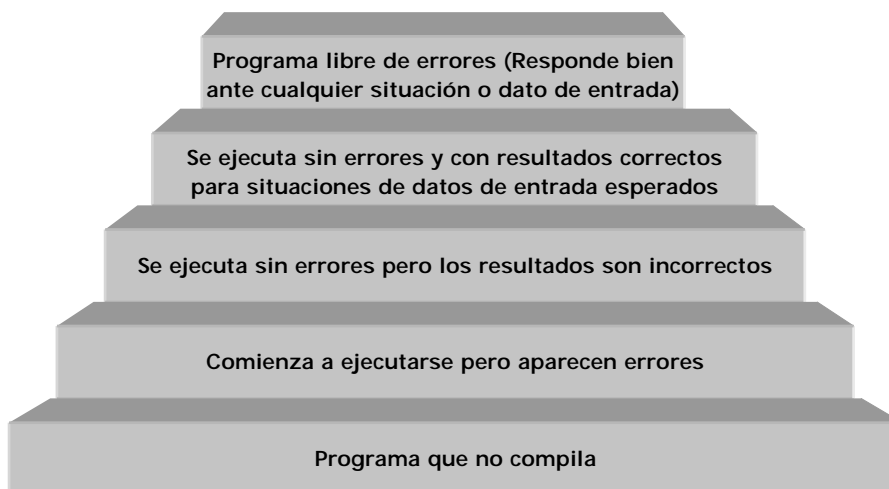 Programa libre de errores (Responde bien
ante cualquier situación o dato de entrada)
Se ejecuta sin errores y con resultados correctos
para situaciones de datos de entrada esperados
Se ejecuta sin errores pero los resultados son incorrectos
Comienza a ejecutarse pero aparecen errores
Programa que no compila